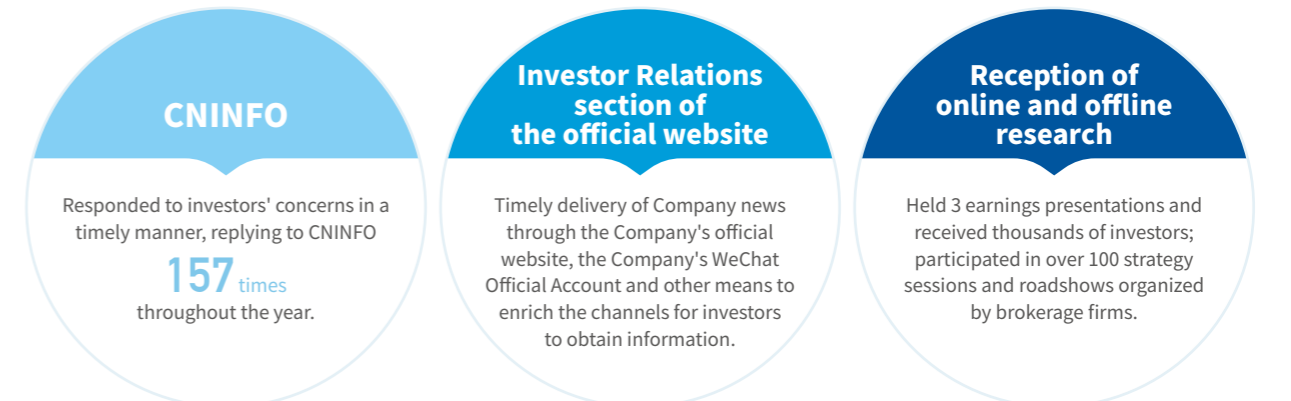 CNINFO
Responded to investors' concerns in a
timely manner, replying to CNINFO
157 times
throughout the year.
Investor Relations
section of
the official website
Timely delivery of Company news
through the Company's official
website, the Company's WeChat
Official Account and other means to
enrich the channels for investors
to obtain information.
Reception of
online and offline
research
Held 3 earnings presentations and
received thousands of investors;
participated in over 100 strategy
sessions and roadshows organized
by brokerage firms.